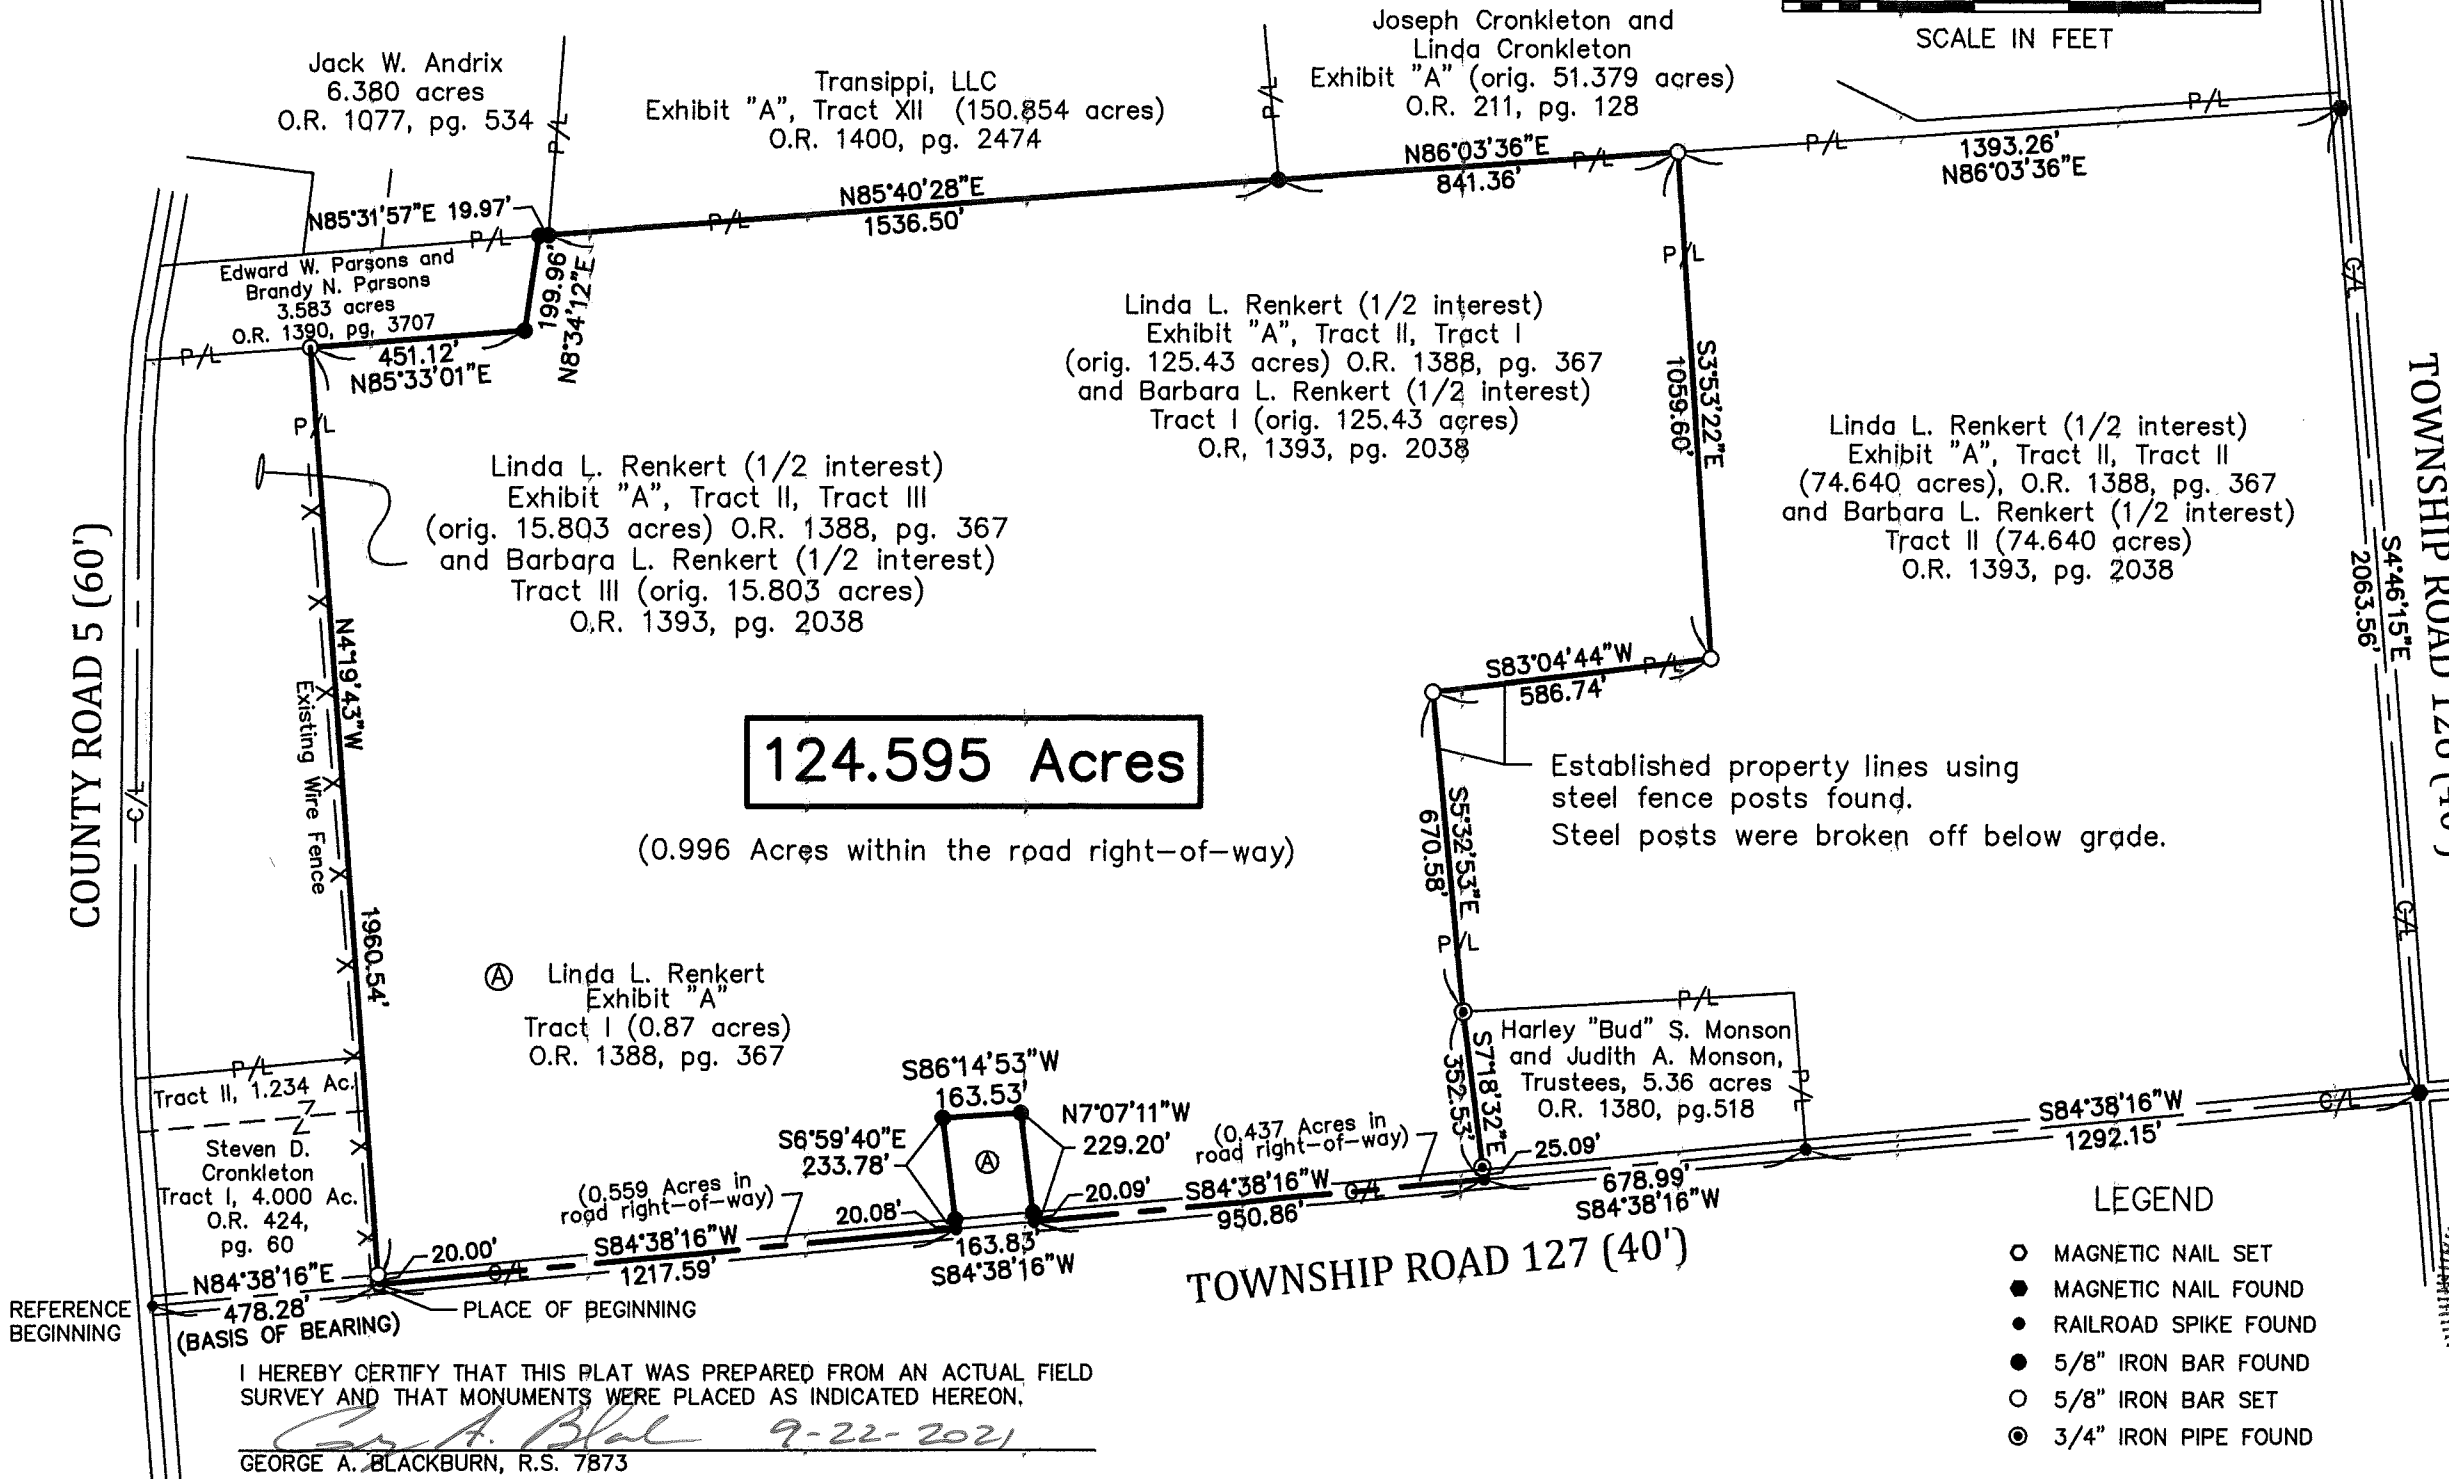 SCALE IN FEET
Jack W. Andrix
6.380 acres
O.R. 1077, pg. 534
P/L
Transippi, LLC
Exhibit "A", Tract XII (150.854 acres)
O.R. 1400, pg. 2474
P/L
Joseph Cronkleton and
Linda Cronkleton
Exhibit "A" (orig. 51.379 acres)
O.R. 211, pg. 128
N86°03'36"E
P/L
841.36'
P/L
P/L
1393.26'
N86°03'36"E
N85°31'57"E 19.97'
P/L
N85°40'28"E
P/L
1536.50'
Edward W. Parsons and
Brandy N. Parsons
3.583 acres
O.R. 1390, pg, 3707
P/L
451.12'
N85°33'01"E
199.96'
N8°34'12"E
P/L
P/L
S3°53'22"E
1059.60'
C/L
Linda L. Renkert (1/2 interest)
Exhibit "A", Tract II, Tract I
(orig. 125.43 acres) O.R. 1388, pg. 367
and Barbara L. Renkert (1/2 interest)
Tract I (orig. 125.43 acres)
O.R, 1393, pg. 2038
Linda L. Renkert (1/2 interest)
Exhibit "A", Tract II, Tract III
(orig. 15.803 acres) O.R. 1388, pg. 367
and Barbara L. Renkert (1/2 interest)
Tract III (orig. 15.803 acres)
O.R. 1393, pg. 2038
Linda L. Renkert (1/2 interest)
Exhibit "A", Tract II, Tract II
(74.640 acres), O.R. 1388, pg. 367
and Barbara L. Renkert (1/2 interest)
Tract II (74.640 acres)
O.R. 1393, pg. 2038
S4°46'15"E
2063.56'
TOWNSHIP ROAD
COUNTY ROAD 5 (60')
C/L
N4°19'43"W
Existing Wire Fence
1960.54'
S83°04'44"W
P/L
586.74'
124.595 Acres
(0.996 Acres within the road right-of-way)
Established property lines using
steel fence posts found.
Steel posts were broken off below grade.
S5°32'53"E
670.58'
P/L
C/L
A Linda L. Renkert
Exhibit "A"
Tract I (0.87 acres)
O.R. 1388, pg. 367
P/L
Harley "Bud" S. Monson
and Judith A. Monson,
Trustees, 5.36 acres
O.R. 1380, pg.518
P/L
S7°18'32"E
352.53'
P/L
Tract II, 1.234 Ac.
Z
Z
Steven D.
Cronkleton
Tract I, 4.000 Ac.
O.R. 424,
pg. 60
S86°14'53"W
163.53'
S6°59'40"E
233.78'
A
N7°07'11"W
229.20'
(0.437 Acres in
road right-of-way)
25.09'
S84°38'16"W
C/L
1292.15'
(0.559 Acres in
road right-of-way)
20.08'
20.09'
S84°38'16"W
C/L
950.86'
678.99'
S84°38'16"W
20.00'
N84°38'16"E
478.28'
(BASIS OF BEARING)
C/L
S84°38'16"W
1217.59'
163.83'
S84°38'16"W
TOWNSHIP ROAD 127 (40')
REFERENCE
BEGINNING
PLACE OF BEGINNING
LEGEND
MAGNETIC NAIL SET
MAGNETIC NAIL FOUND
RAILROAD SPIKE FOUND
5/8" IRON BAR FOUND
5/8" IRON BAR SET
3/4" IRON PIPE FOUND
I HEREBY CERTIFY THAT THIS PLAT WAS PREPARED FROM AN ACTUAL FIELD
SURVEY AND THAT MONUMENTS WERE PLACED AS INDICATED HEREON.
9-22-2021
GEORGE A. BLACKBURN, R.S. 7873